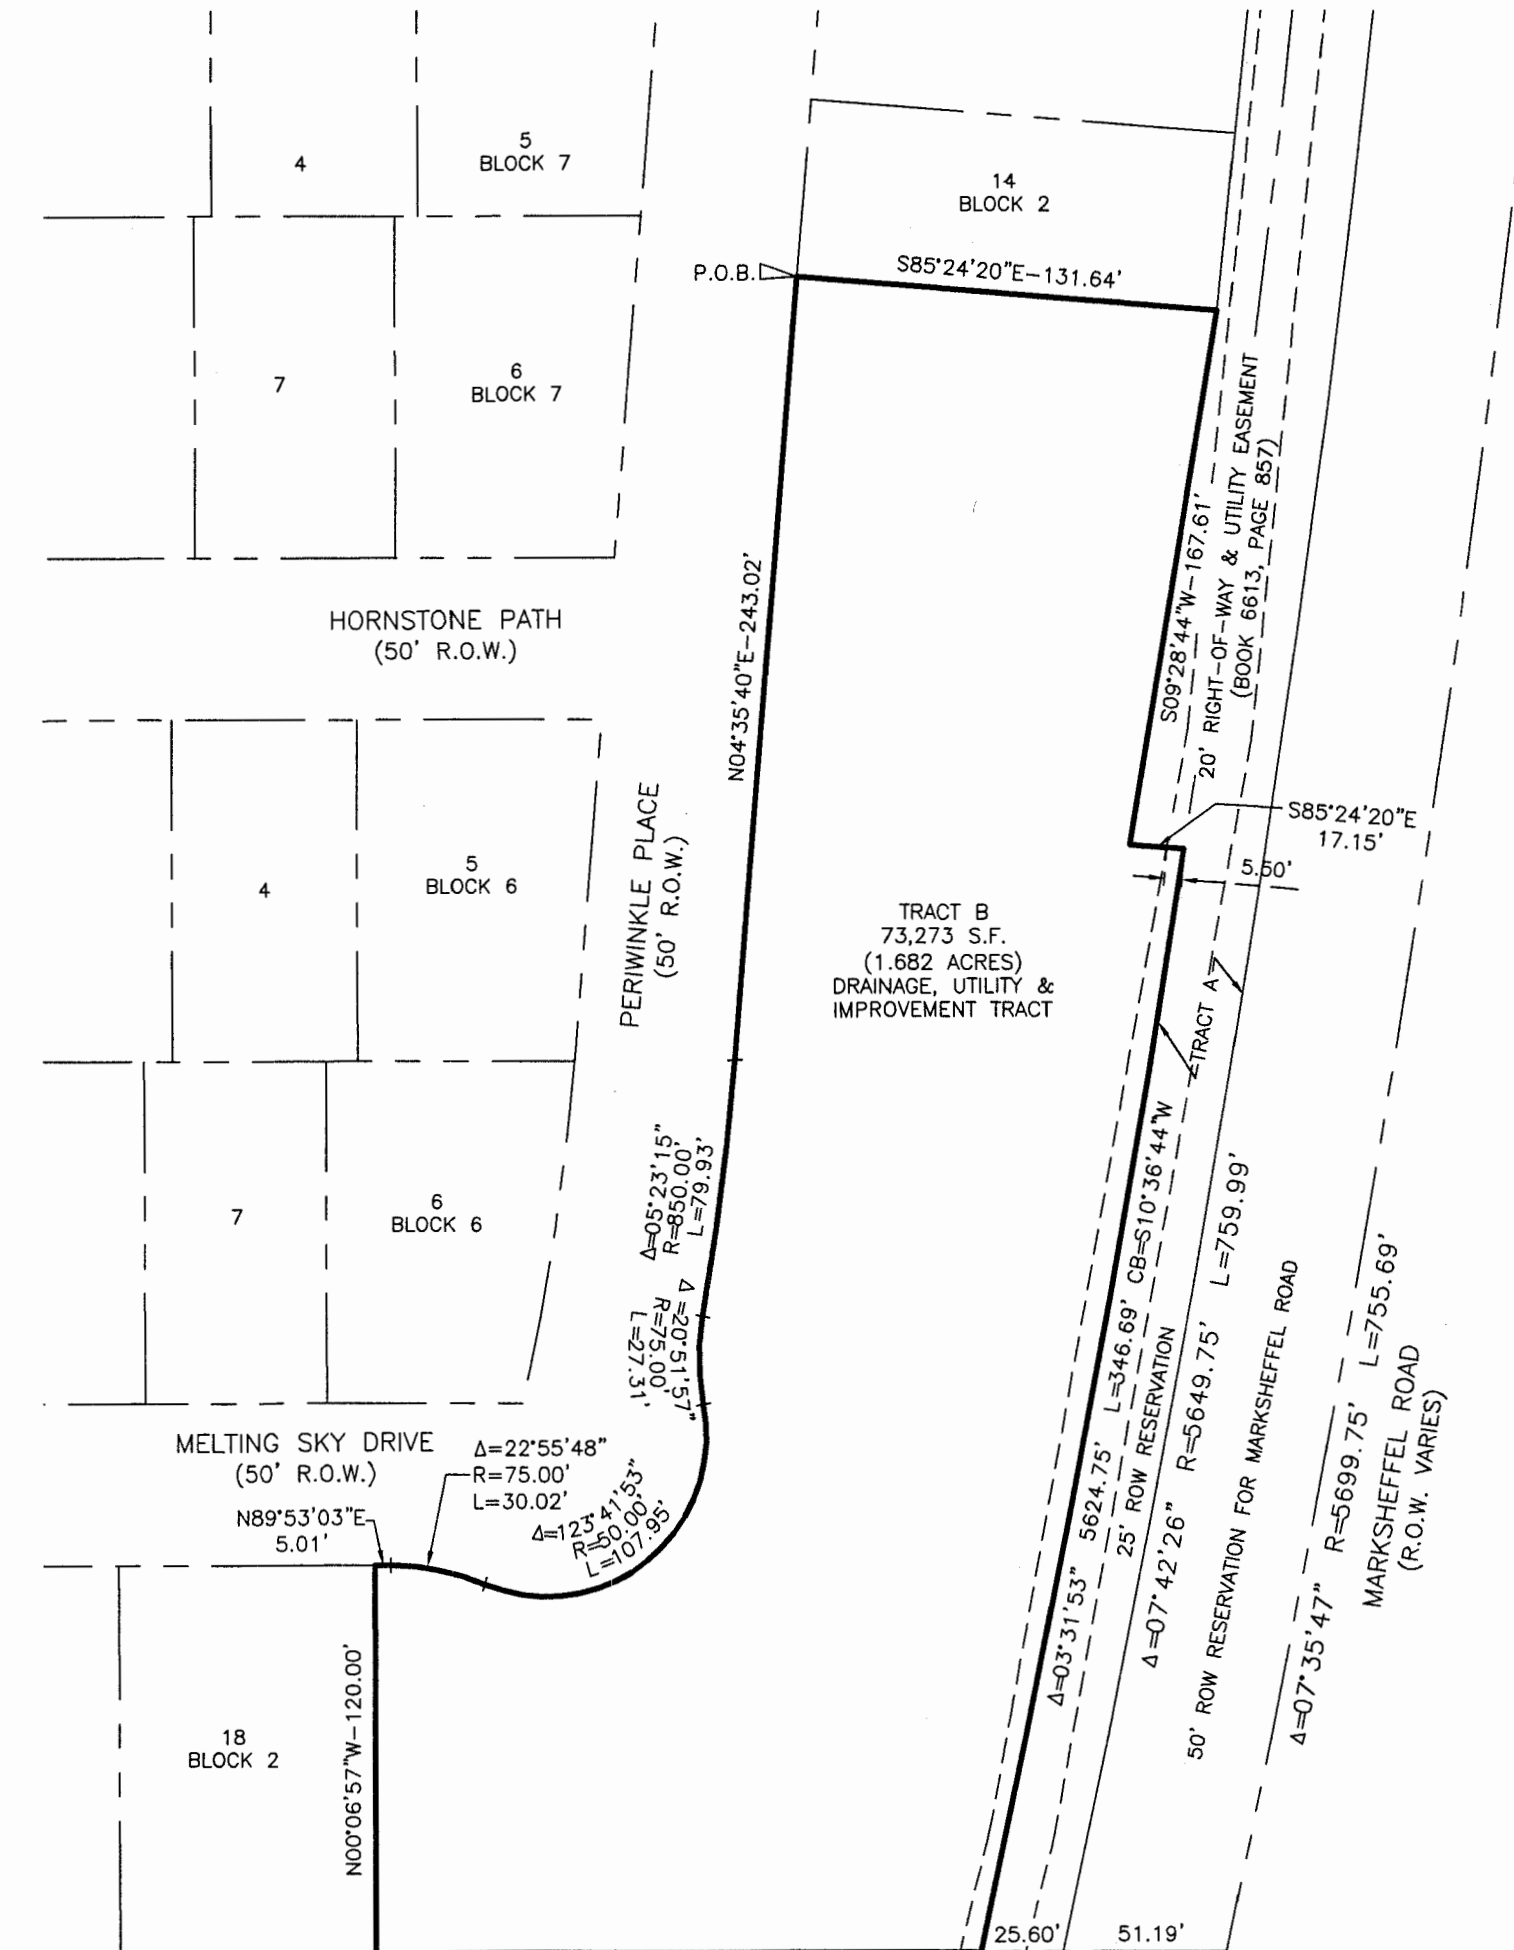 5
BLOCK 7
4
14
BLOCK 2
P.O.B.
S85°24'20"E-131.64'
7
6
BLOCK 7
S09°28'44"W-167.61'
20' RIGHT-OF-WAY & UTILITY EASEMENT
(BOOK 6613, PAGE 857)
HORNSTONE PATH
(50' R.O.W.)
N04°35'40"E-243.02'
PERIWINKLE PLACE
(50' R.O.W.)
S85°24'20"E
17.15'
5.50'
4
5
BLOCK 6
TRACT B
73,273 S.F.
(1.682 ACRES)
DRAINAGE, UTILITY &
IMPROVEMENT TRACT
TRACT A
7
6
BLOCK 6
Δ=05°23'15"
R=850.00'
L=79.93'
Δ=20°51'57"
R=75.00'
L=27.31'
MELTING SKY DRIVE
(50' R.O.W.)
Δ=22°55'48"
R=75.00'
L=30.02'
N89°53'03"E
5.01'
Δ=123°41'53"
R=50.00'
L=107.95'
Δ=03°31'53" 5624.75' L=346.69' CB=S10°36'44"W
25' ROW RESERVATION
Δ=07°42'26" R=5649.75' L=759.99'
50' ROW RESERVATION FOR MARKSHEFFEL ROAD
Δ=07°35'47" R=5699.75' L=755.69'
MARKSHEFFEL ROAD
(R.O.W. VARIES)
18
BLOCK 2
N00°06'57"W-120.00'
25.60'
51.19'